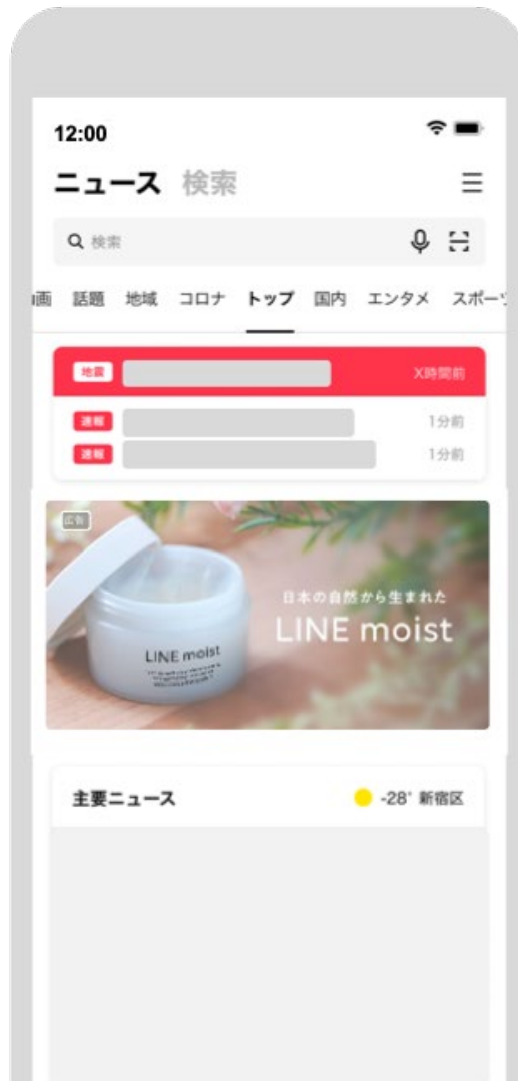 12:00
ニュース 検索
検索
画 話題 地域 コロナ トップ 国内 エンタメ スポーツ
地震 X時間前
速報 1分前
速報 1分前
広告
日本の自然から生まれた
LINE moist
LINE moist
主要ニュース -28° 新宿区